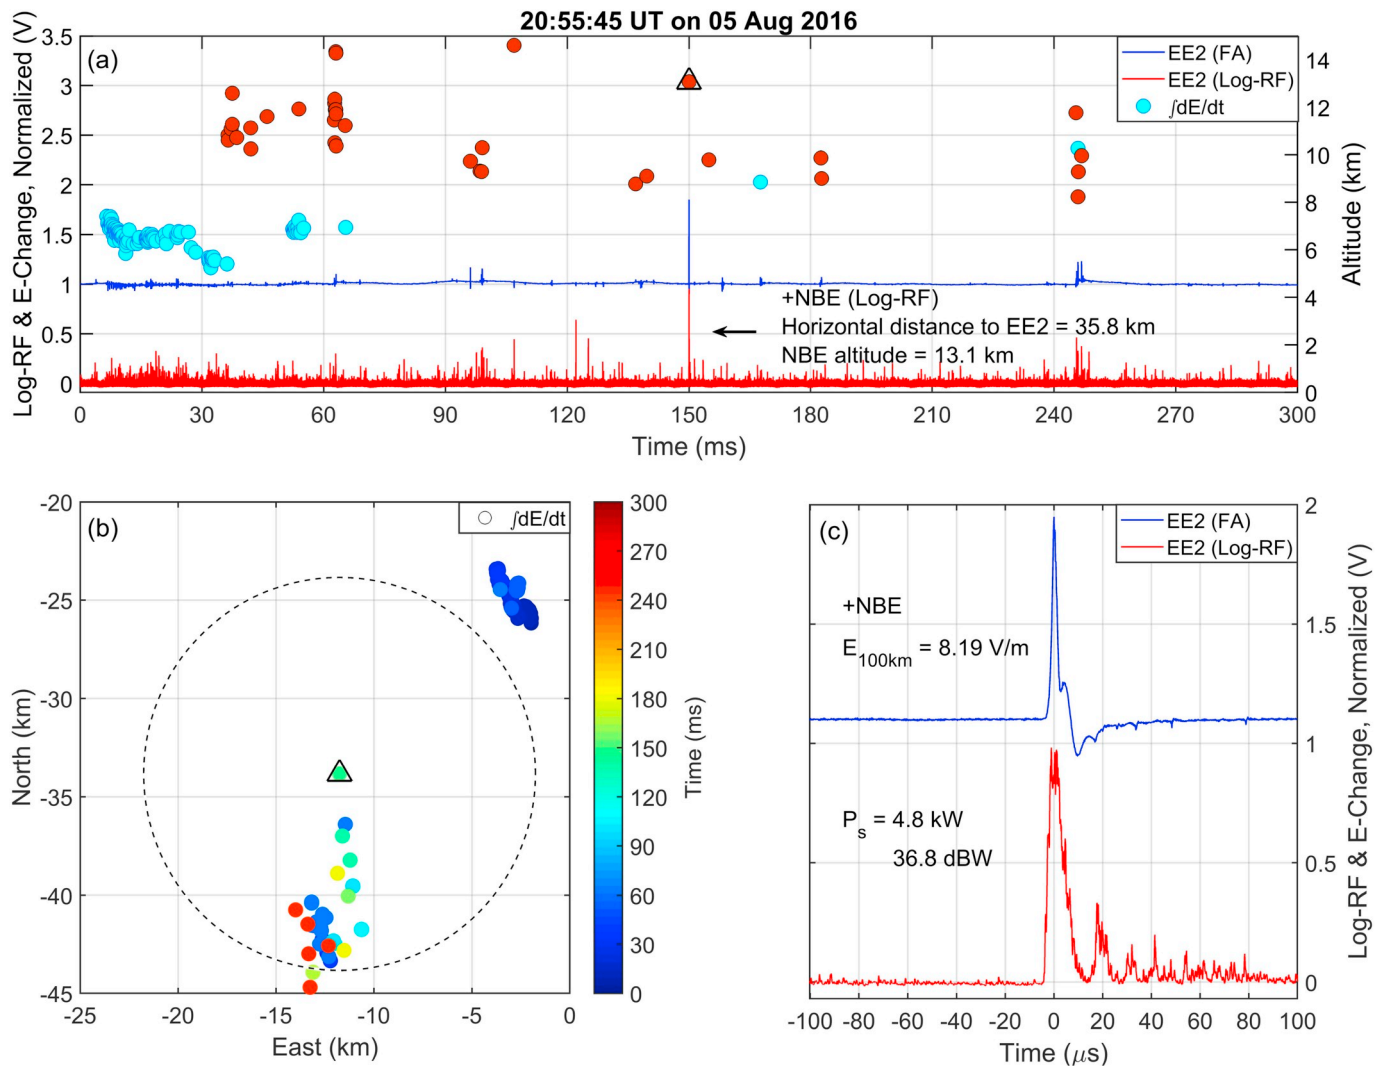 20:55:45 UT on 05 Aug 2016
(a)
Log-RF & E-Change, Normalized (V)
3.5
3
2.5
2
1.5
1
0.5
0
EE2 (FA)
EE2 (Log-RF)
∫dE/dt
14
12
10
8
6
4
2
0
Altitude (km)
+NBE (Log-RF)
Horizontal distance to EE2 = 35.8 km
NBE altitude = 13.1 km
0 30 60 90 120 150 180 210 240 270 300
Time (ms)
(b)
North (km)
-20
-25
-30
-35
-40
-45
∫dE/dt
-25 -20 -15 -10 -5 0
East (km)
300
270
240
210
180
150
120
90
60
30
0
Time (ms)
(c)
EE2 (FA)
EE2 (Log-RF)
+NBE
E100km = 8.19 V/m
Ps = 4.8 kW
36.8 dBW
2
1.5
1
0.5
0
Log-RF & E-Change, Normalized (V)
-100 -80 -60 -40 -20 0 20 40 60 80 100
Time (μs)